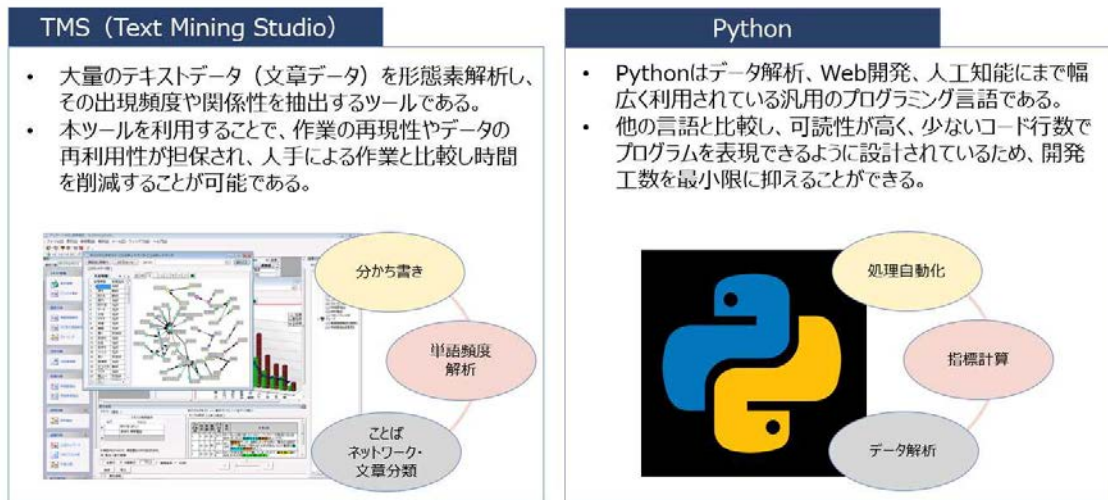 TMS（Text Mining Studio）
• 大量のテキストデータ（文章データ）を形態素解析し、
その出現頻度や関係性を抽出するツールである。
• 本ツールを利用することで、作業の再現性やデータの
再利用性が担保され、人手による作業と比較し時間
を削減することが可能である。
分かち書き
単語頻度
解析
ことば
ネットワーク・
文章分類
Python
• Pythonはデータ解析、Web開発、人工知能にまで幅
広く利用されている汎用のプログラミング言語である。
• 他の言語と比較し、可読性が高く、少ないコード行数で
プログラムを表現できるように設計されているため、開発
工数を最小限に抑えることができる。
処理自動化
指標計算
データ解析